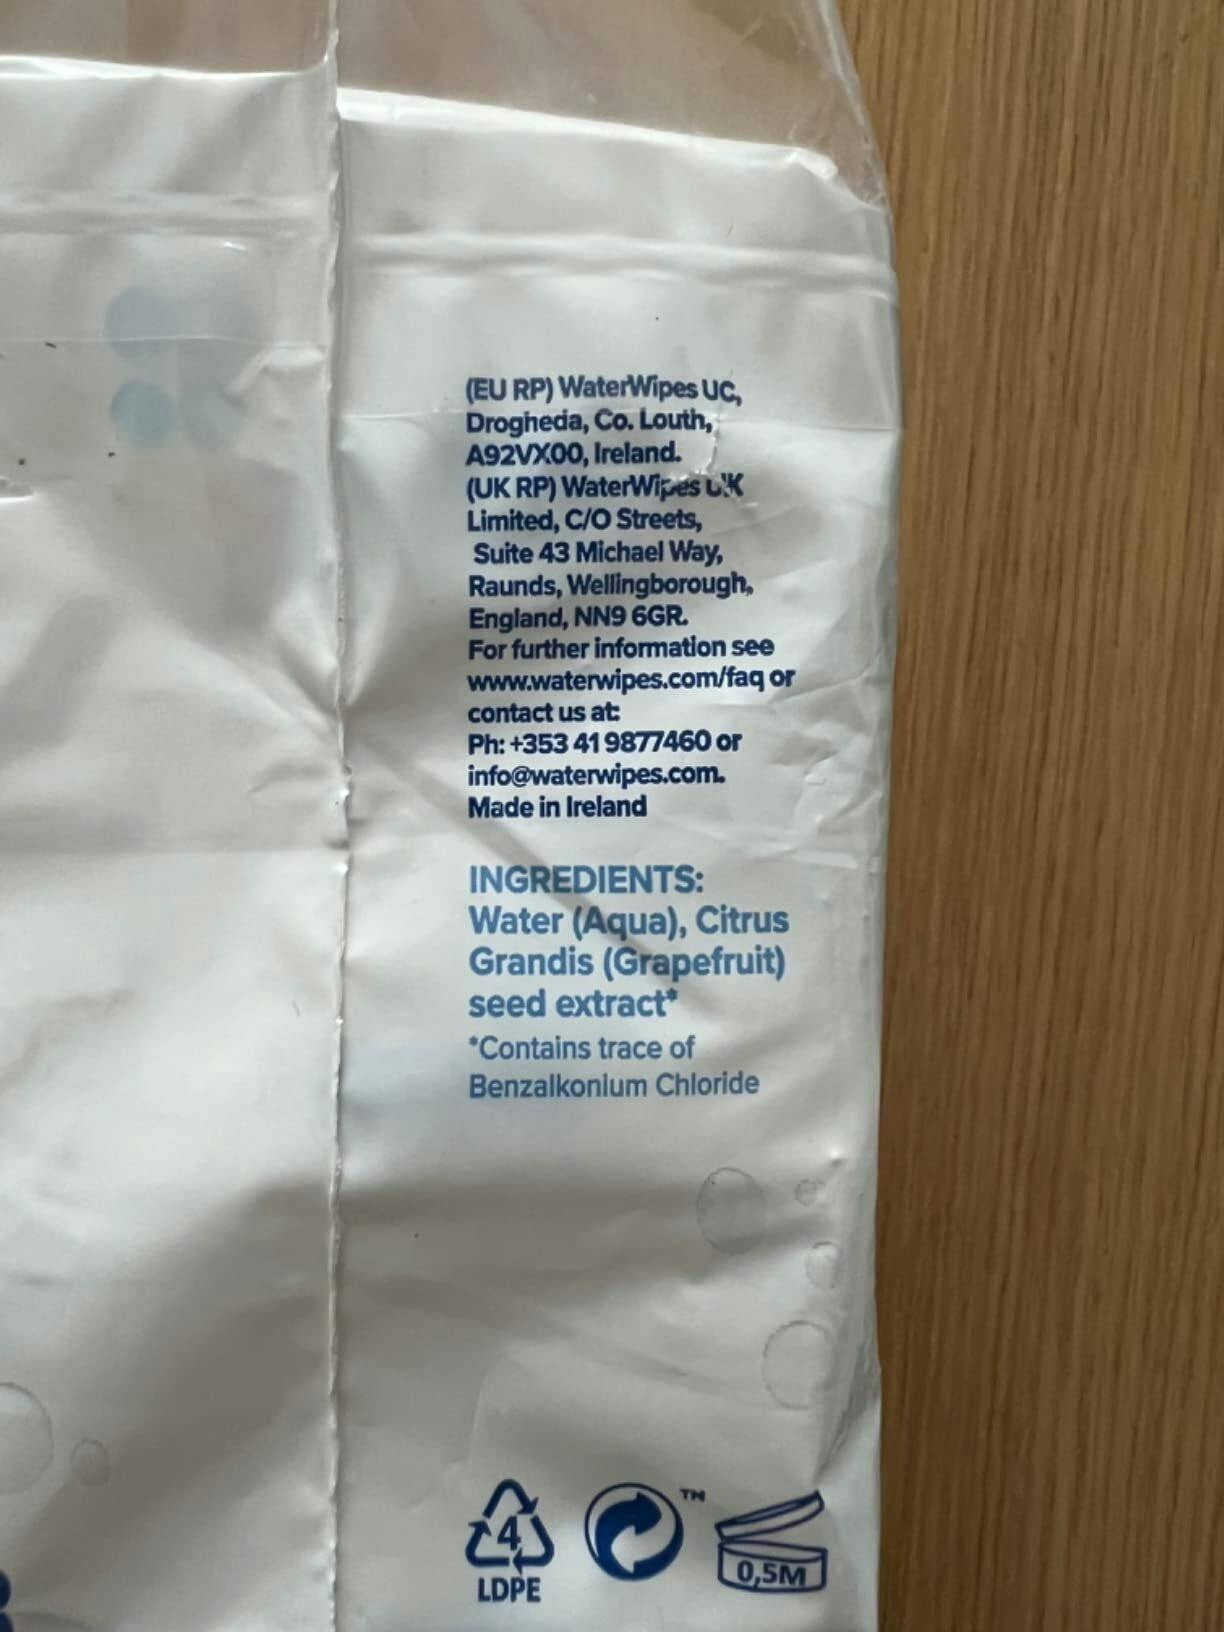 (EU RP) WaterWipes UC,
Drogheda, Co. Louth,
A92VX00, Ireland.
(UK RP) WaterWipes UK
Limited, C/O Streets,
Suite 43 Michael Way,
Raunds, Wellingborough,
England, NN9 6GR.
For further information see
www.waterwipes.com/faq or
contact us at:
Ph: +353 41 9877460 or
info@waterwipes.com.
Made in Ireland
INGREDIENTS:
Water (Aqua), Citrus
Grandis (Grapefruit)
seed extract*
*Contains trace of
Benzalkonium Chloride
TM
4
0,5M
LDPE